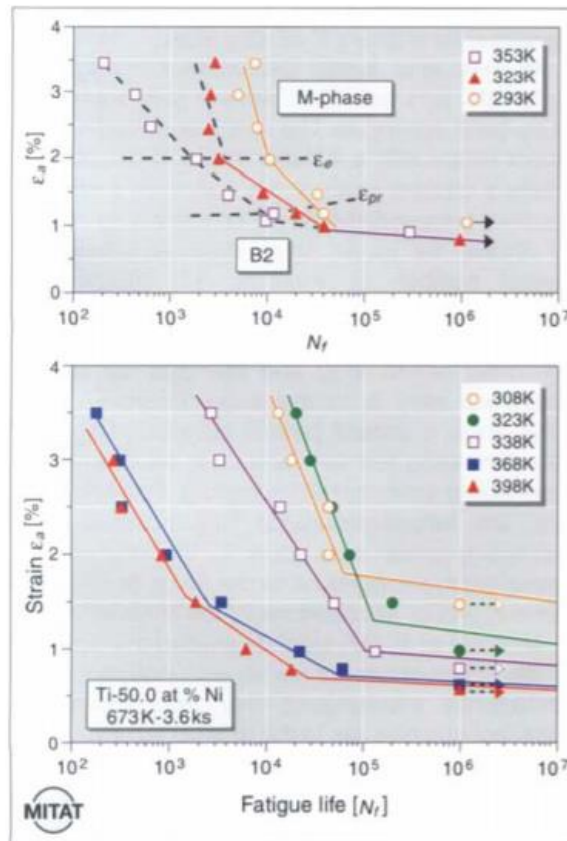 4
353K
323K
3
M-phase
293K
εa [%]
2
εe
εpr
1
B2
0
10² 10³ 10⁴ 10⁵ 10⁶ 10⁷
Nf
4
308K
323K
338K
3
368K
398K
Strain εa [%]
2
1
Ti-50.0 at % Ni
673K-3.6ks
0
10² 10³ 10⁴ 10⁵ 10⁶ 10⁷
MITAT
Fatigue life [Nf]